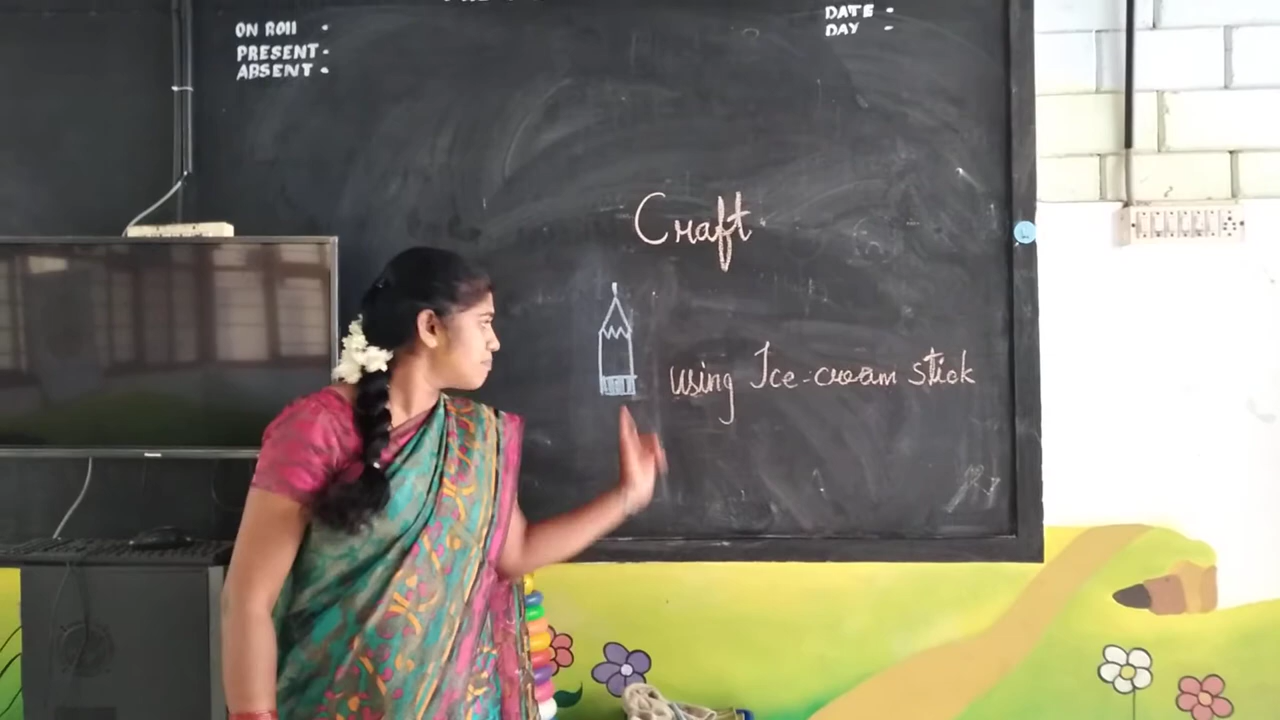 ON ROll -
PRESENT -
ABSENT -
DATE -
DAY -
Craft
using Ice-cream stick